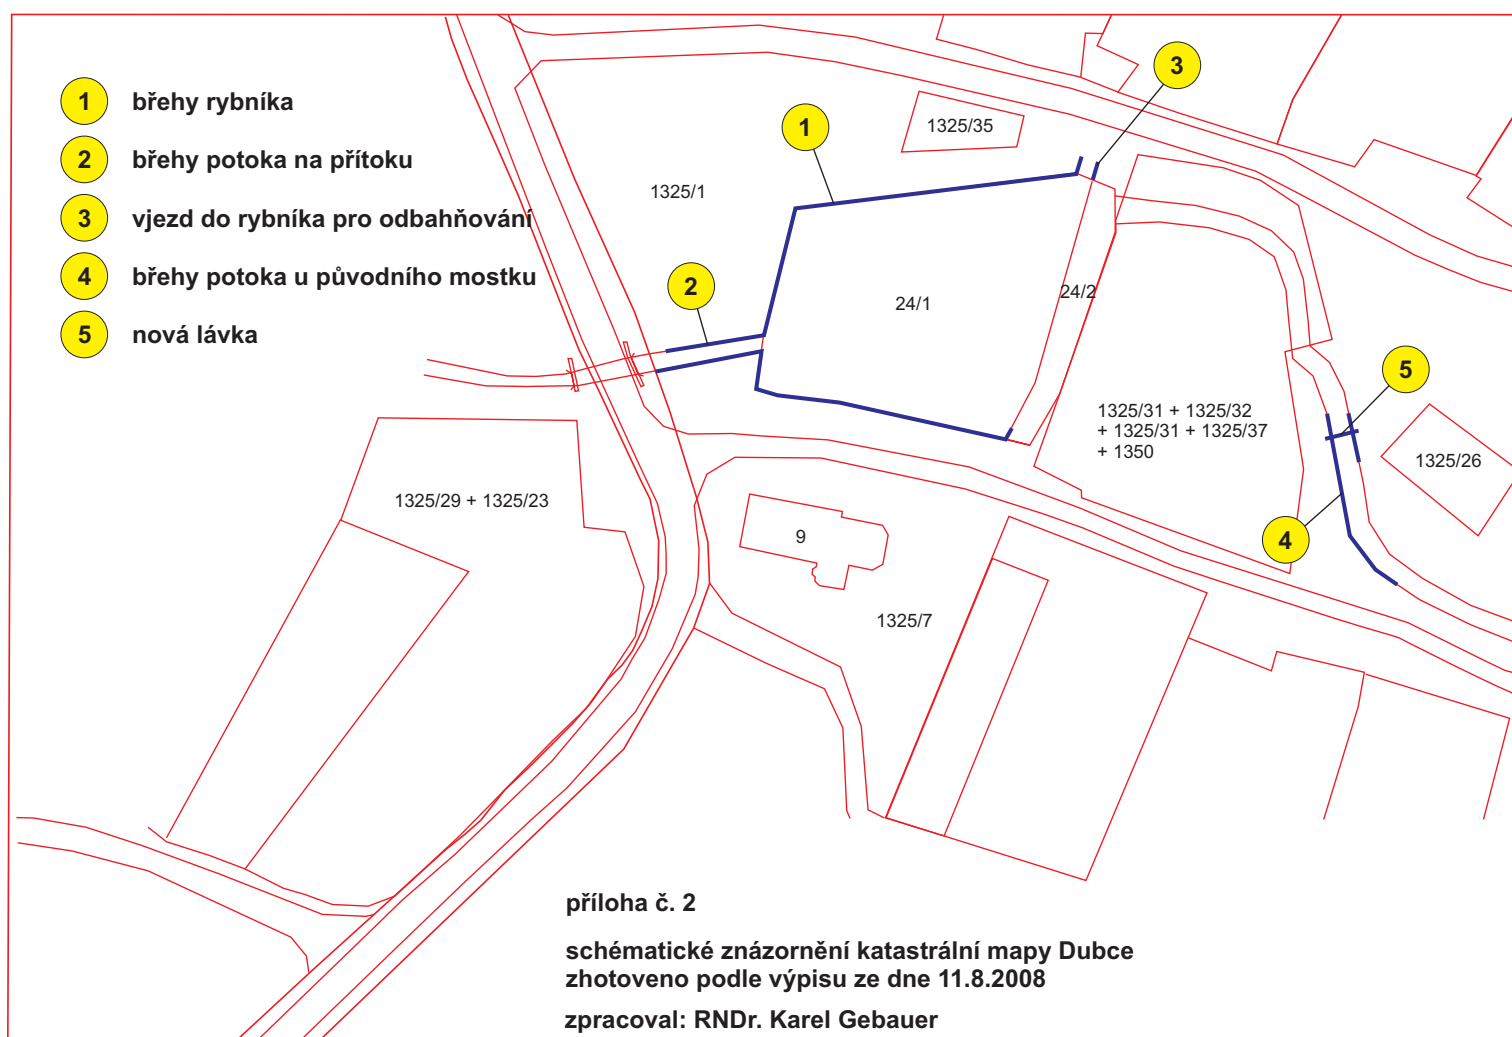 1 břehy rybníka
2 břehy potoka na přítoku
3 vjezd do rybníka pro odbahňování
4 břehy potoka u původního mostku
5 nová lávka
3
1
1325/35
1325/1
2
24/1
24/2
5
1325/31 + 1325/32
+ 1325/31 + 1325/37
+ 1350
1325/26
1325/29 + 1325/23
9
4
1325/7
příloha č. 2
schématické znázornění katastrální mapy Dubce
zhotoveno podle výpisu ze dne 11.8.2008
zpracoval: RNDr. Karel Gebauer